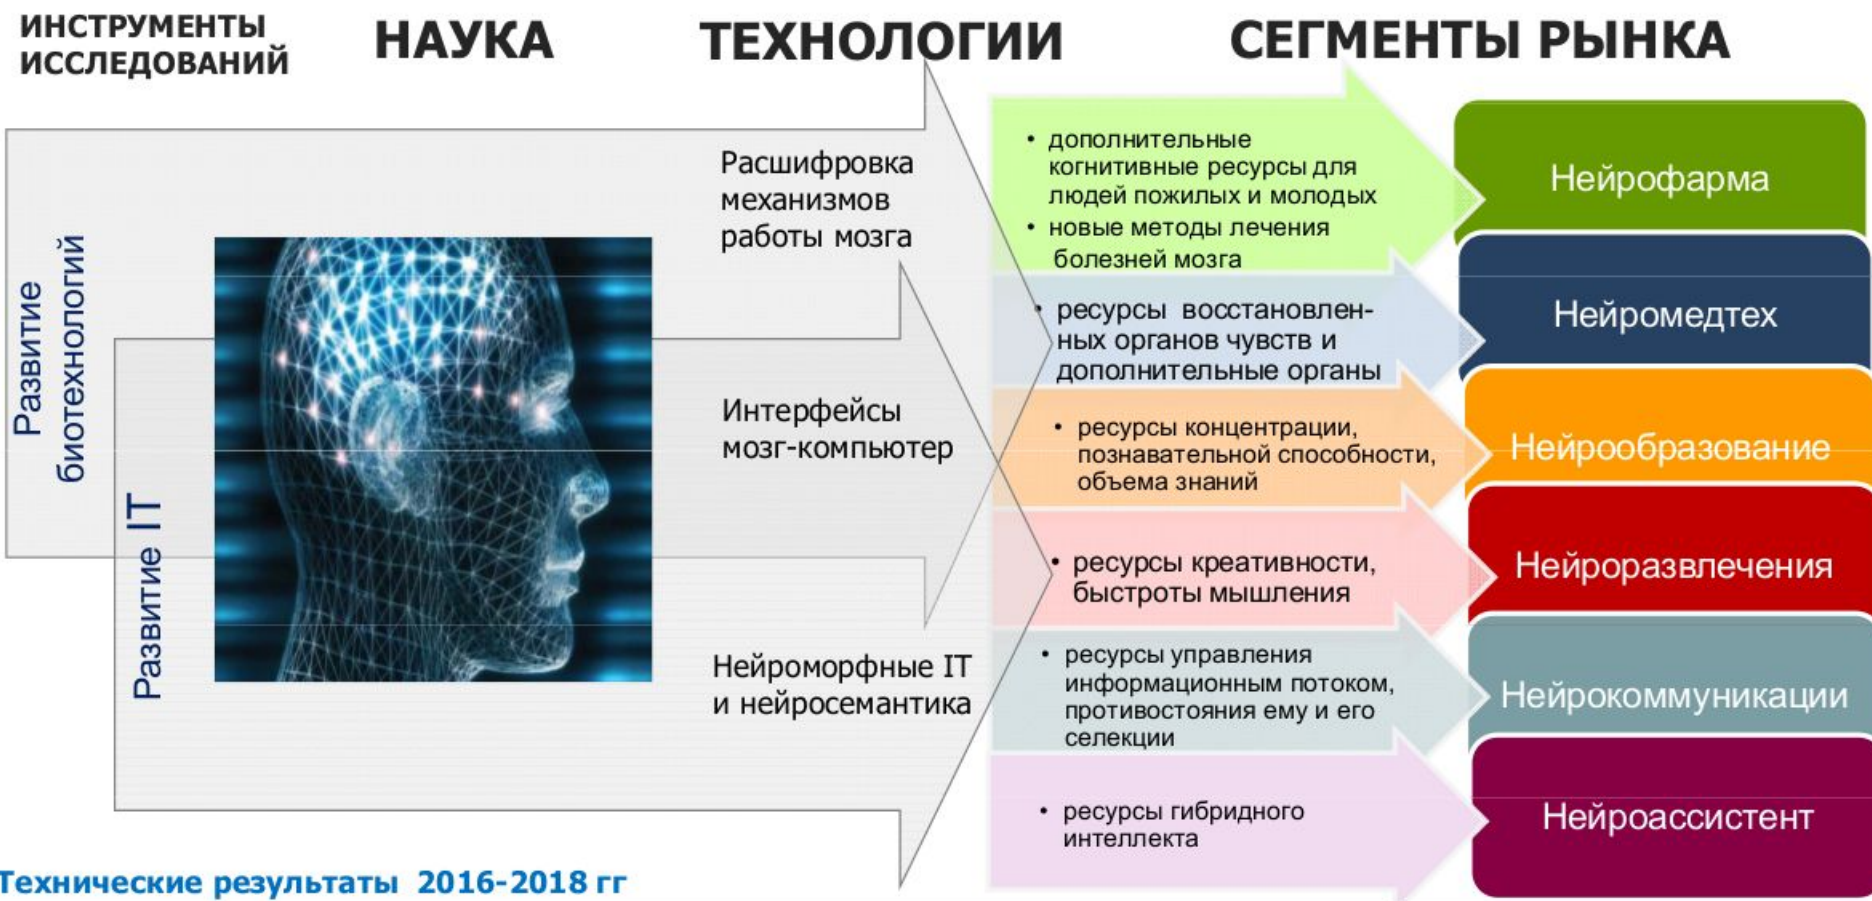 ИНСТРУМЕНТЫ
ИССЛЕДОВАНИЙ
НАУКА
ТЕХНОЛОГИИ
СЕГМЕНТЫ РЫНКА
Развитие
биотехнологий
Развитие IT
Расшифровка
механизмов
работы мозга
Интерфейсы
мозг-компьютер
Нейроморфные IT
и нейросемантика
• дополнительные
когнитивные ресурсы для
людей пожилых и молодых
• новые методы лечения
болезней мозга
Нейрофарма
• ресурсы восстановлен-
ных органов чувств и
дополнительные органы
Нейромедтех
• ресурсы концентрации,
познавательной способности,
объема знаний
Нейрообразование
• ресурсы креативности,
быстроты мышления
Нейроразвлечения
• ресурсы управления
информационным потоком,
противостояния ему и его
селекции
Нейрокоммуникации
• ресурсы гибридного
интеллекта
Нейроассистент
Технические результаты 2016-2018 гг